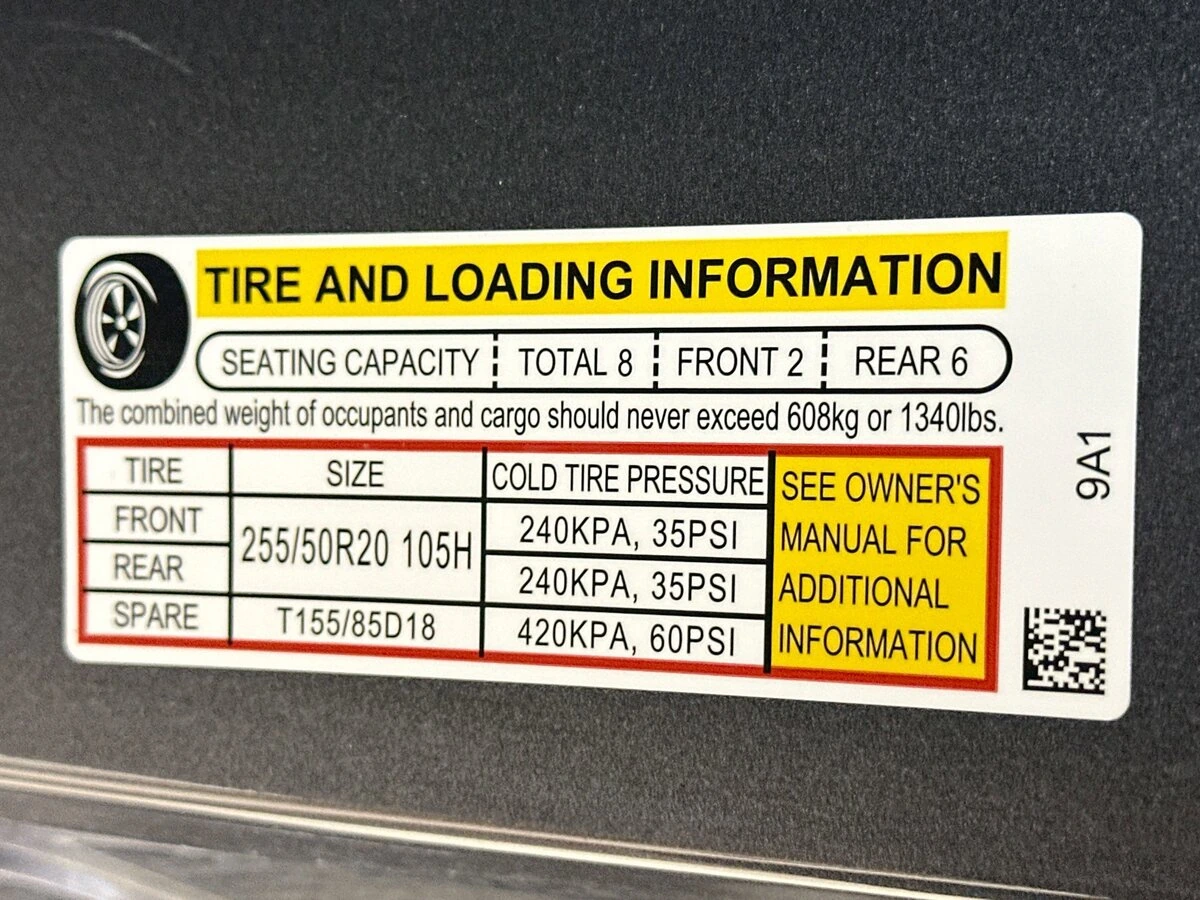 TIRE AND LOADING INFORMATION
SEATING CAPACITY TOTAL 8 FRONT 2 REAR 6
The combined weight of occupants and cargo should never exceed 608kg or 1340lbs.
TIRE SIZE COLD TIRE PRESSURE
FRONT 255/50R20 105H 240KPA, 35PSI
REAR 240KPA, 35PSI
SPARE T155/85D18 420KPA, 60PSI
SEE OWNER'S
MANUAL FOR
ADDITIONAL
INFORMATION
9A1